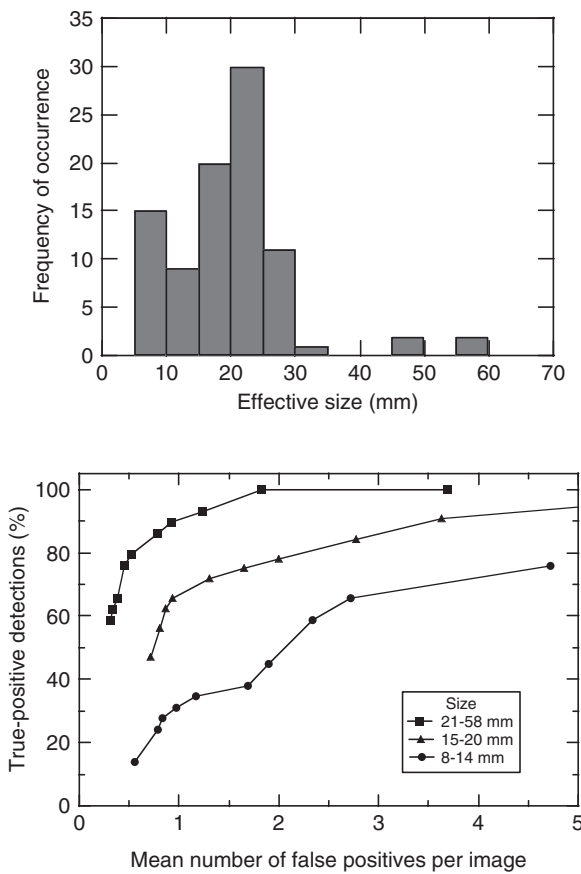 35
30
25
20
15
10
5
0
Frequency of occurrence
0 10 20 30 40 50 60 70
Effective size (mm)
100
80
60
40
20
0
True-positive detections (%)
Size
21-58 mm
15-20 mm
8-14 mm
0 1 2 3 4 5
Mean number of false positives per image